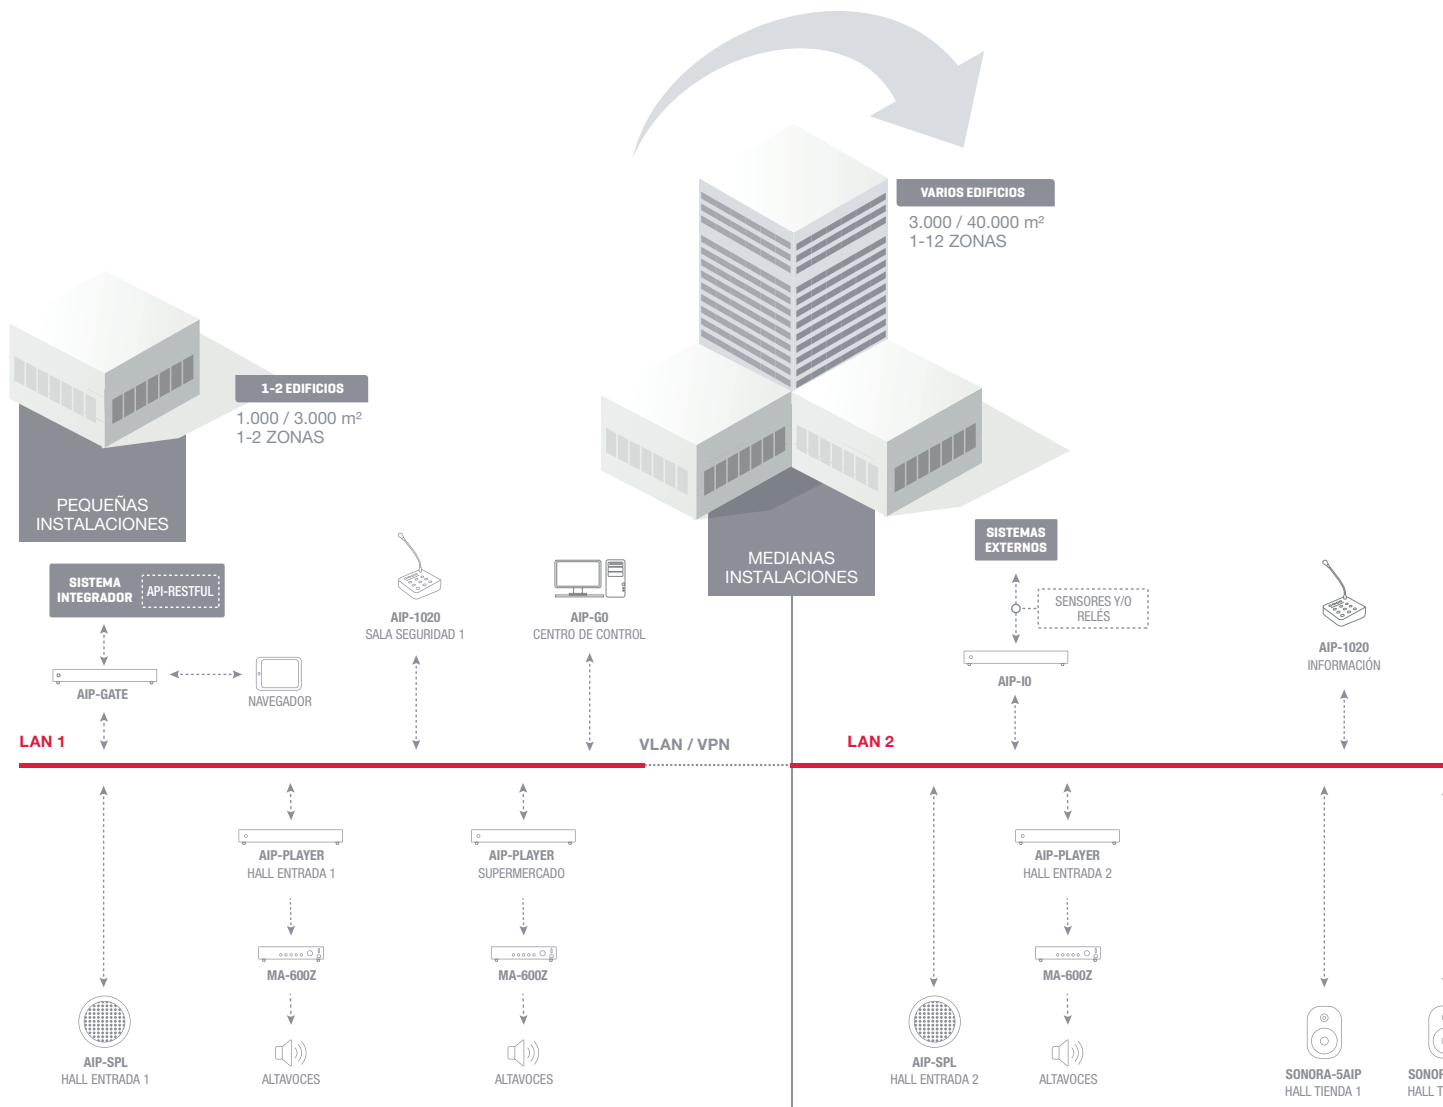 VARIOS EDIFICIOS
3.000 / 40.000 m²
1-12 ZONAS
1-2 EDIFICIOS
1.000 / 3.000 m²
1-2 ZONAS
PEQUEÑAS
INSTALACIONES
MEDIANAS
INSTALACIONES
SISTEMA
INTEGRADOR
API-RESTFUL
AIP-GATE
NAVEGADOR
AIP-1020
SALA SEGURIDAD 1
AIP-GO
CENTRO DE CONTROL
SISTEMAS
EXTERNOS
SENSORES Y/O
RELÉS
AIP-IO
AIP-1020
INFORMACIÓN
LAN 1
VLAN / VPN
LAN 2
AIP-PLAYER
HALL ENTRADA 1
AIP-PLAYER
SUPERMERCADO
AIP-PLAYER
HALL ENTRADA 2
MA-600Z
MA-600Z
MA-600Z
AIP-SPL
HALL ENTRADA 1
ALTAVOCES
ALTAVOCES
AIP-SPL
HALL ENTRADA 2
ALTAVOCES
SONORA-5AIP
HALL TIENDA 1
HALL